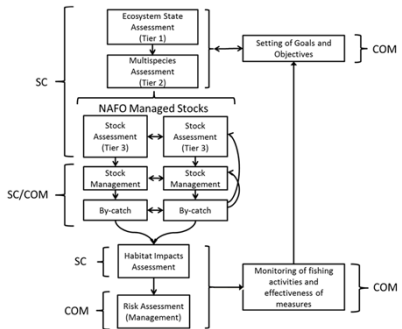 Ecosystem State
Assessment
(Tier 1)
Multispecies
Assessment
(Tier 2)
SC
Setting of Goals and
Objectives
COM
NAFO Managed Stocks
Stock
Assessment
(Tier 3)
Stock
Assessment
(Tier 3)
SC/COM
Stock
Management
Stock
Management
By-catch
By-catch
SC
Habitat Impacts
Assessment
COM
Risk Assessment
(Management)
Monitoring of fishing
activities and
effectiveness of
measures
COM